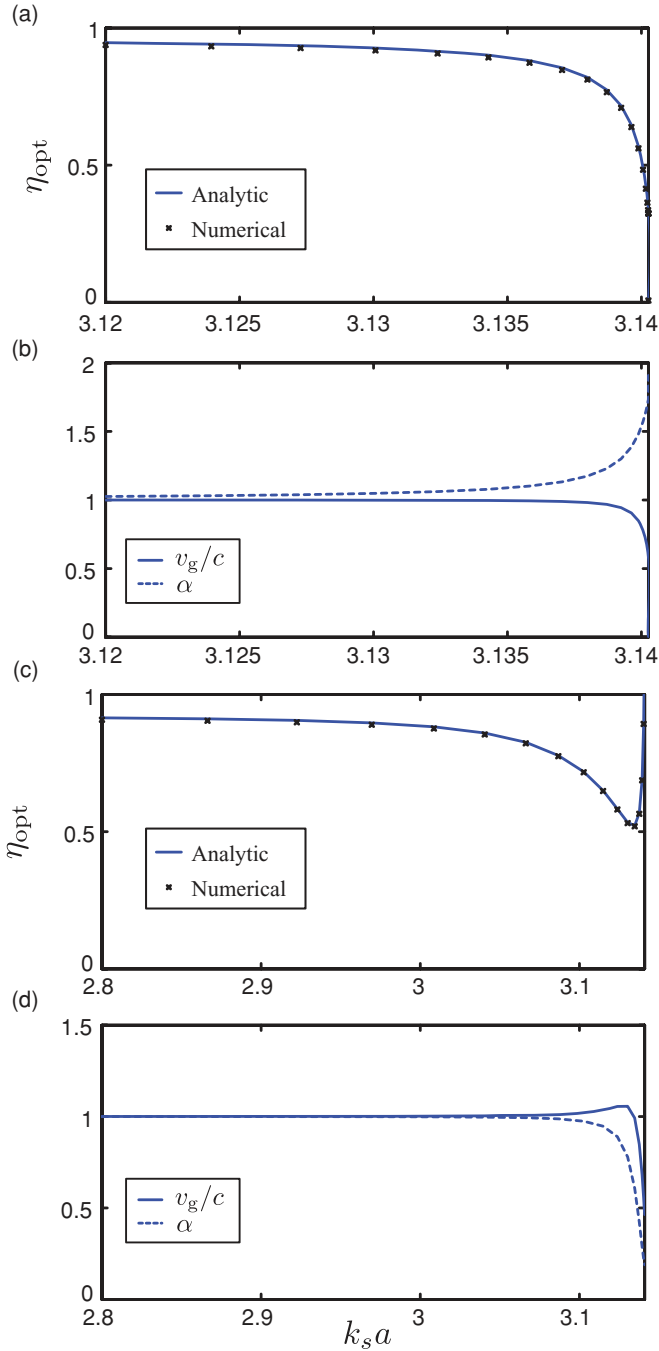 (a)
1
0.5
0
η_opt
Analytic
Numerical
3.12 3.125 3.13 3.135 3.14
(b)
2
1.5
1
0.5
0
v_g/c
α
3.12 3.125 3.13 3.135 3.14
(c)
1
0.5
0
η_opt
Analytic
Numerical
2.8 2.9 3 3.1
(d)
1.5
1
0.5
0
v_g/c
α
2.8 2.9 3 3.1
k_s a